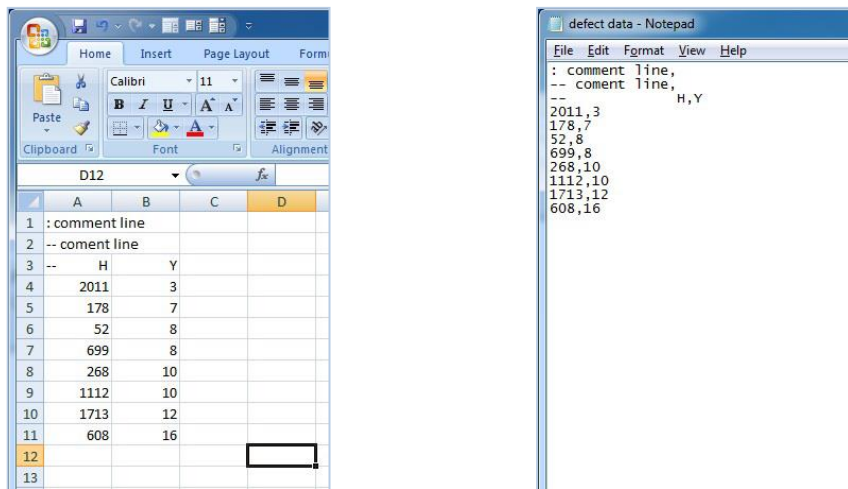 Home Insert Page Layout Form
Calibri 11
B I U A A
Paste
A
Clipboard Font Alignment
D12 fx
A B C D
1 : comment line
2 -- coment line
3 -- H Y
4 2011 3
5 178 7
6 52 8
7 699 8
8 268 10
9 1112 10
10 1713 12
11 608 16
12
13
defect data - Notepad
File Edit Format View Help
: comment line,
-- coment line,
-- H,Y
2011,3
178,7
52,8
699,8
268,10
1112,10
1713,12
608,16